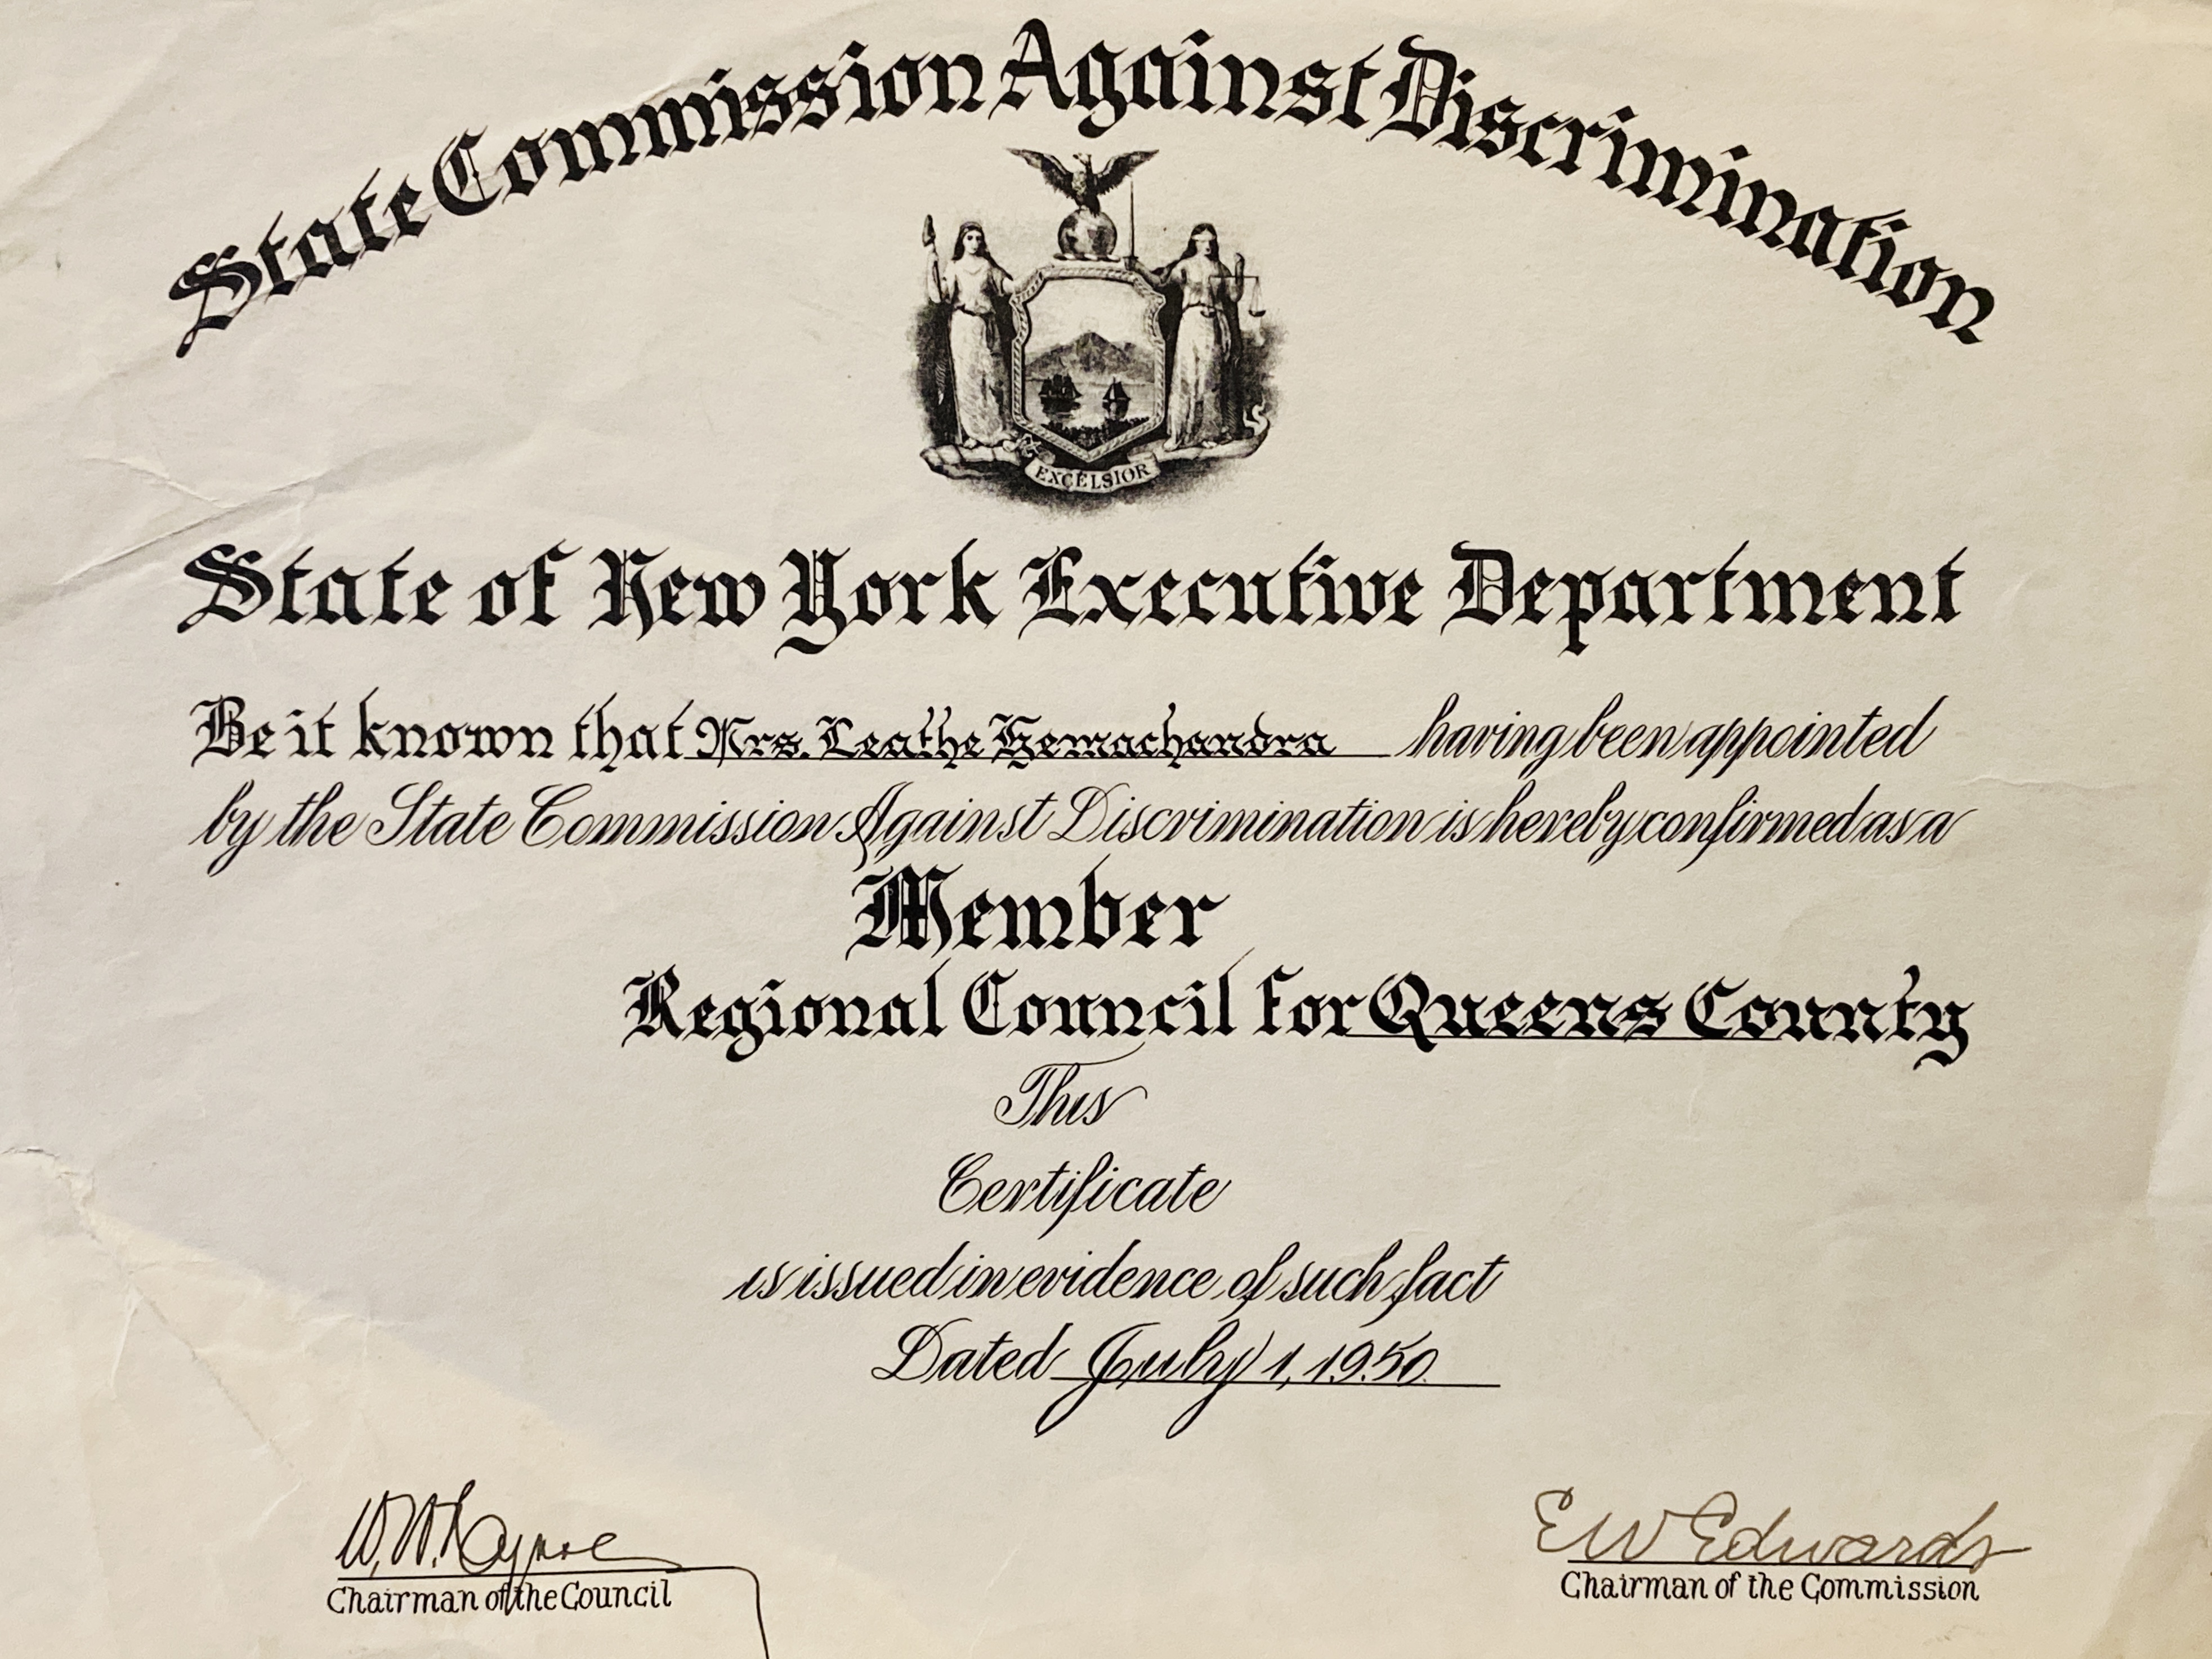 State Commission Against Discrimination
EXCELSIOR
State of New York Executive Department
Be it known that Mrs. Leathe Hemachandra having been appointed
by the State Commission Against Discrimination is hereby confirmed as a
Member
Regional Council for Queens County
This
Certificate
is issued in evidence of such fact
Dated July 1, 1950.
W. W.
Chairman of the Council
E W Edwards
Chairman of the Commission